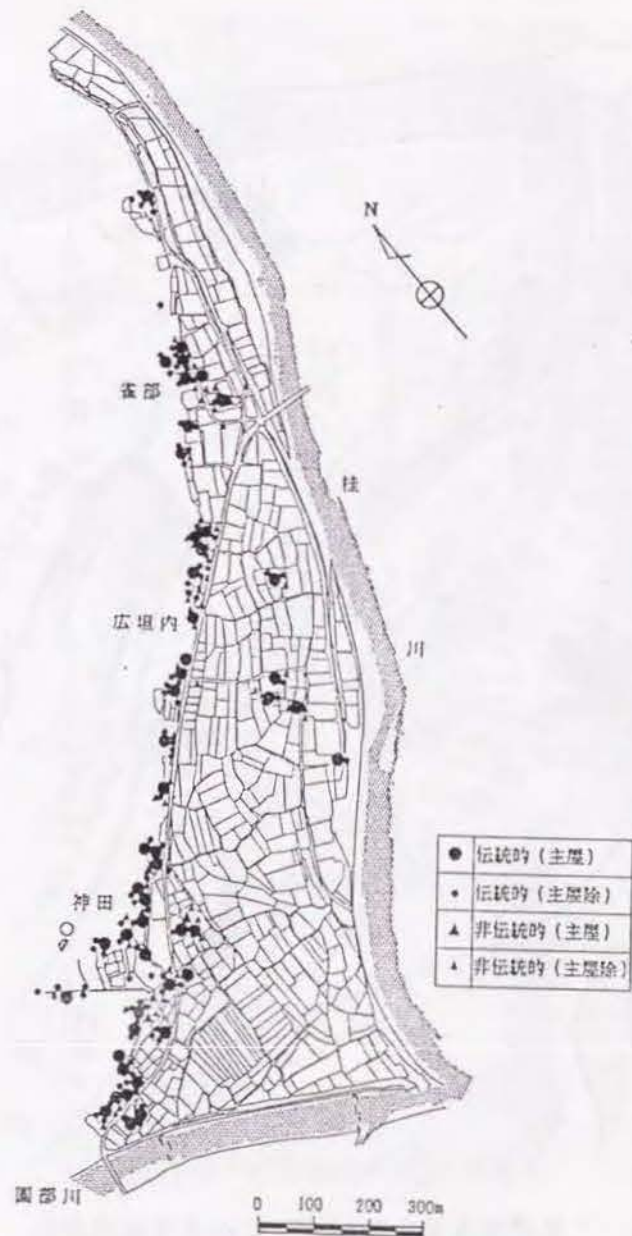 N
雀部
桂
広垣内
川
● 伝統的（主屋）
• 伝統的（主屋除）
▲ 非伝統的（主屋）
▴ 非伝統的（主屋除）
神田
園部川
0 100 200 300m